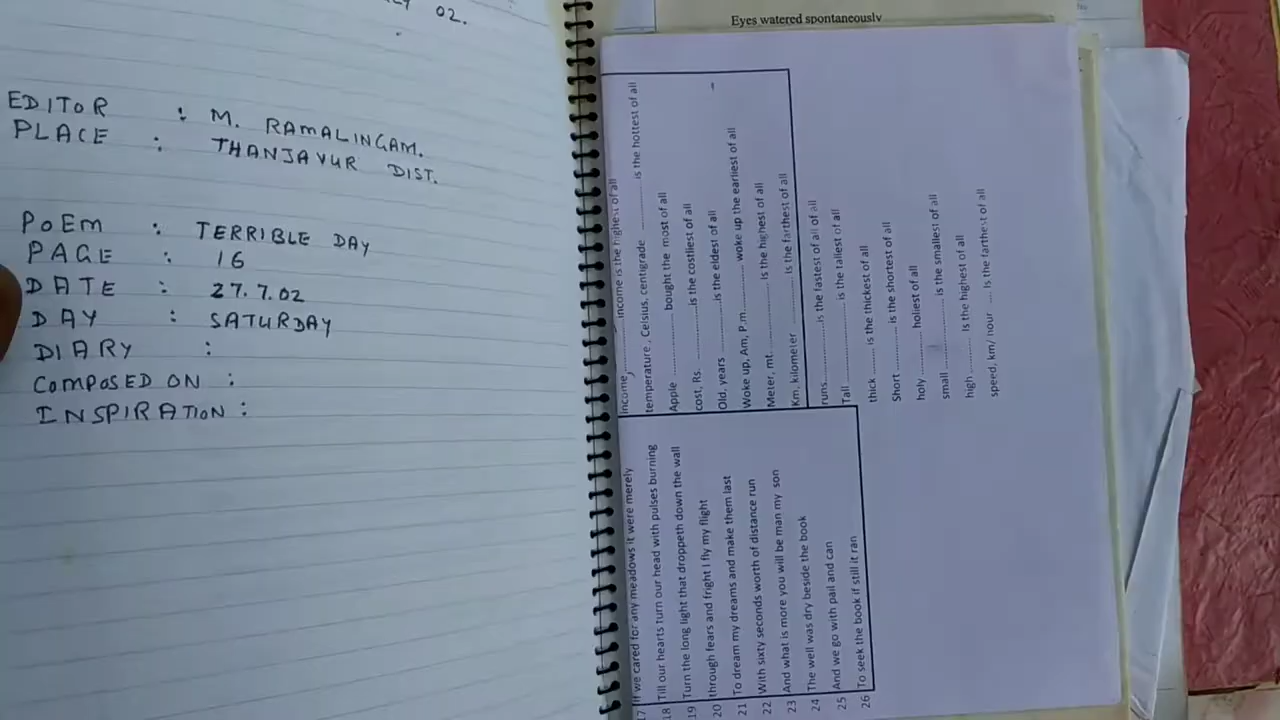 02.
EDITOR : M. RAMALINGAM.
PLACE : THANJAVUR DIST.
POEM : TERRIBLE DAY
PAGE : 16
DATE : 27.7.02
DAY : SATURDAY
DIARY :
COMPOSED ON :
INSPIRATION :
Eyes watered spontaneously
17 If we cared for any meadows it were merely
18 Till our hearts turn our head with pulses burning
19 Turn the long light that droppeth down the wall
20 through fears and fright I fly my flight
21 To dream my dreams and make them last
22 With sixty seconds worth of distance run
23 And what is more you will be man my son
24 The well was dry beside the book
25 And we go with pail and can
26 To seek the book if still it ran
Income, ............ income is the highest of all
temperature , Celsius, centigrade ............ is the hottest of all
Apple ............ bought the most of all
cost, Rs. ............is the costliest of all
Old, years ............is the eldest of all
Woke up, Am, P,m............ woke up the earliest of all
Meter, mt............ is the highest of all
Km, kilometer ............ is the farthest of all
runs............is the fastest of all of all
Tall ............ is the tallest of all
thick ........ is the thickest of all
Short ............ is the shortest of all
holy ............ holiest of all
small ............ is the smallest of all
high ......... Is the highest of all
speed, km/ hour .... Is the farthest of all